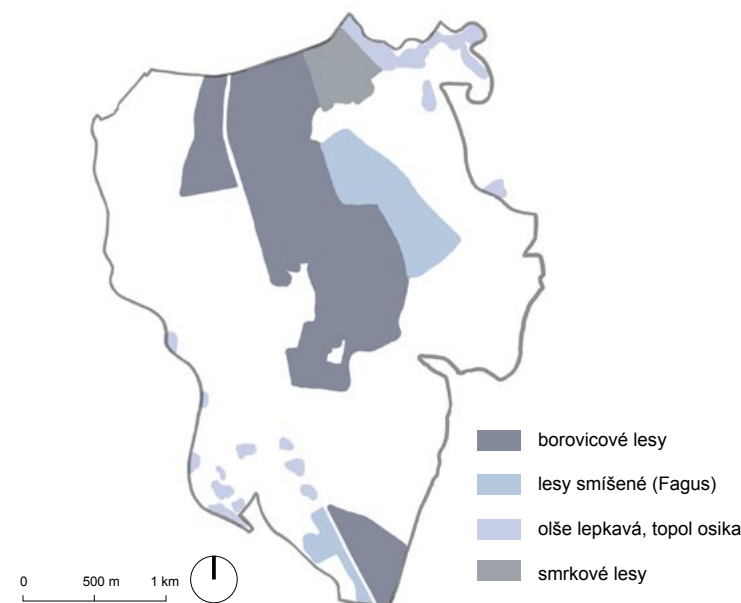 borovicové lesy
lesy smíšené (Fagus)
olše lepkavá, topol osika
smrkové lesy
0 500 m 1 km